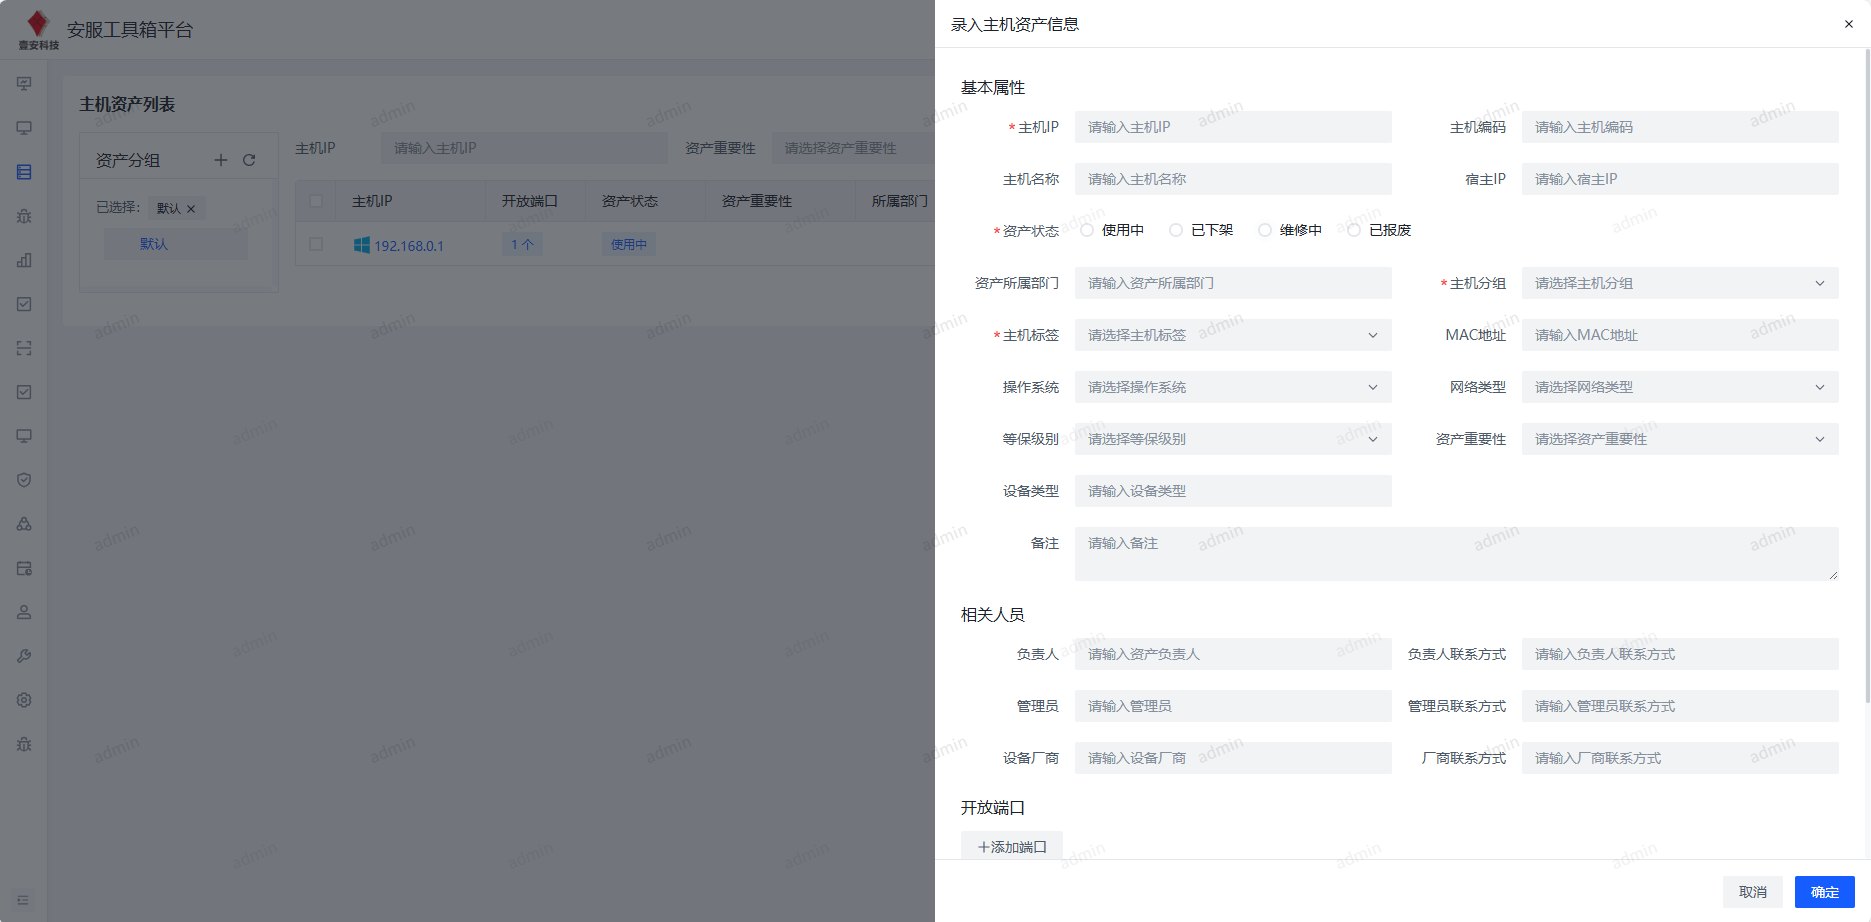 壹安科技
安服工具箱平台
主机资产列表
资产分组
已选择:
默认 ×
默认
主机IP
请输入主机IP
资产重要性
请选择资产重要性
主机IP
开放端口
资产状态
资产重要性
所属部门
192.168.0.1
1 个
使用中
录入主机资产信息
×
基本属性
*主机IP
请输入主机IP
主机编码
请输入主机编码
主机名称
请输入主机名称
宿主IP
请输入宿主IP
*资产状态
使用中
已下架
维修中
已报废
资产所属部门
请输入资产所属部门
*主机分组
请选择主机分组
*主机标签
请选择主机标签
MAC地址
请输入MAC地址
操作系统
请选择操作系统
网络类型
请选择网络类型
等保级别
请选择等保级别
资产重要性
请选择资产重要性
设备类型
请输入设备类型
备注
请输入备注
相关人员
负责人
请输入资产负责人
负责人联系方式
请输入负责人联系方式
管理员
请输入管理员
管理员联系方式
请输入管理员联系方式
设备厂商
请输入设备厂商
厂商联系方式
请输入厂商联系方式
开放端口
+添加端口
取消
确定
admin